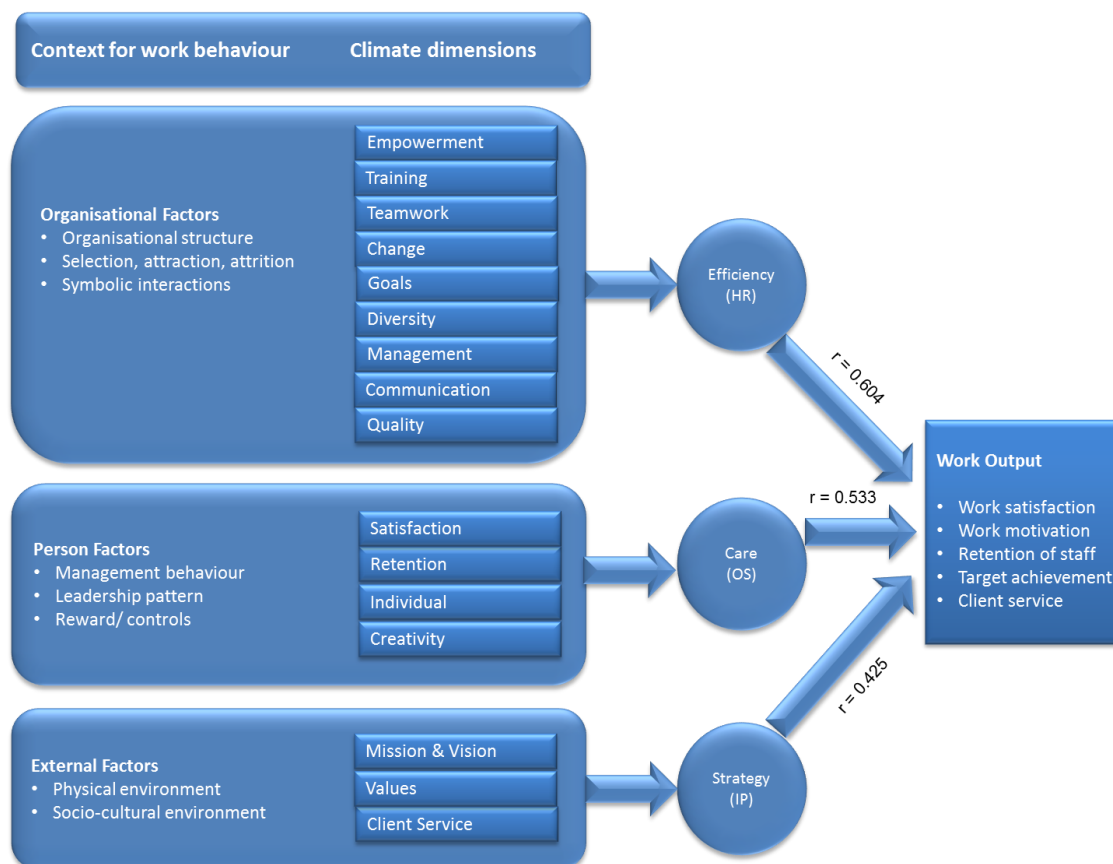 Context for work behaviour
Climate dimensions
Organisational Factors
• Organisational structure
• Selection, attraction, attrition
• Symbolic interactions
Empowerment
Training
Teamwork
Change
Goals
Diversity
Management
Communication
Quality
Efficiency
(HR)
r = 0.604
Person Factors
• Management behaviour
• Leadership pattern
• Reward/ controls
Satisfaction
Retention
Individual
Creativity
Care
(OS)
r = 0.533
External Factors
• Physical environment
• Socio-cultural environment
Mission & Vision
Values
Client Service
Strategy
(IP)
r = 0.425
Work Output
• Work satisfaction
• Work motivation
• Retention of staff
• Target achievement
• Client service